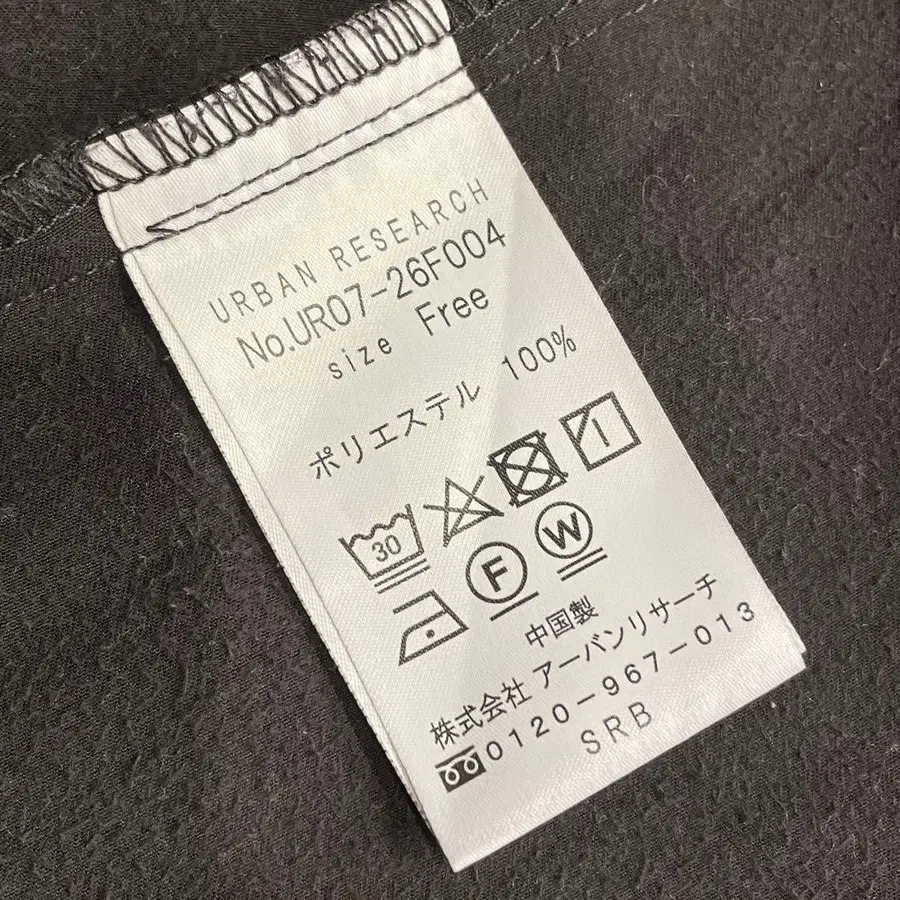 URBAN RESEARCH
No.UR07-26F004
size Free
ポリエステル 100%
30
F W
中国製
株式会社 アーバンリサーチ
0120-967-013
SRB